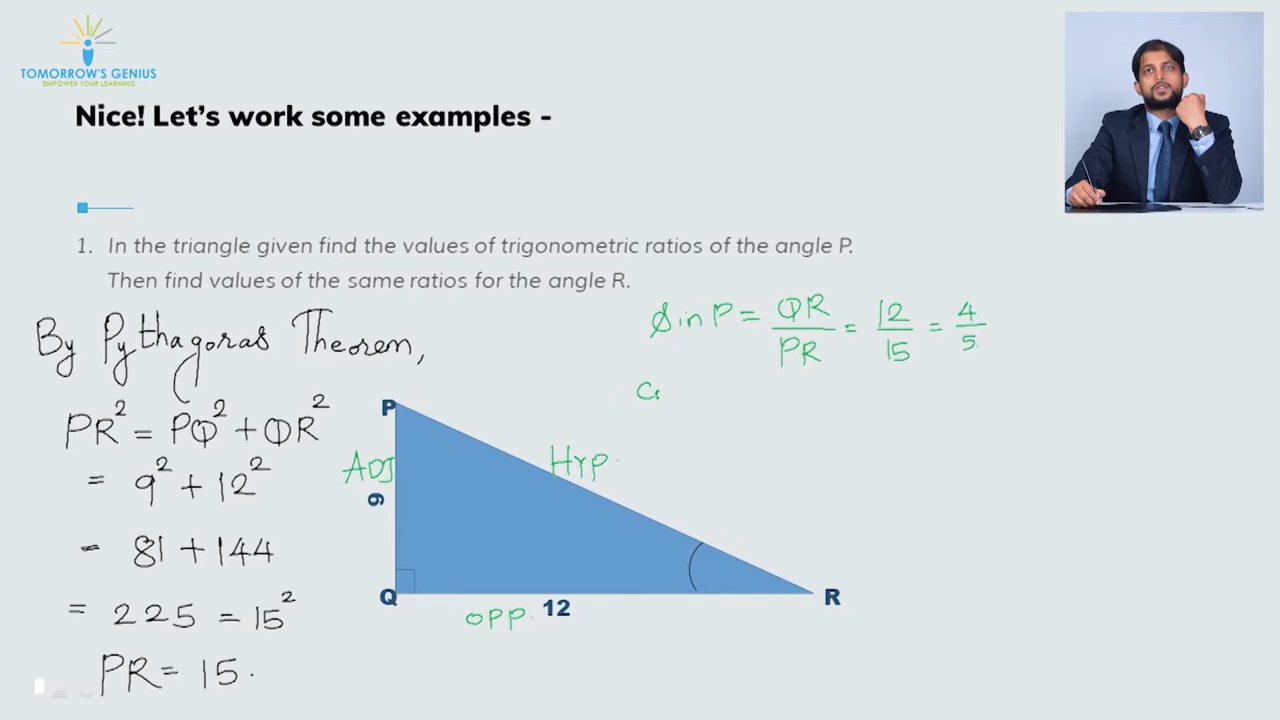 TOMORROW'S GENIUS
EMPOWER YOUR LEARNING
Nice! Let's work some examples -
1. In the triangle given find the values of trigonometric ratios of the angle P.
Then find values of the same ratios for the angle R.
By Pythagoras Theorem,
PR² = PQ² + QR²
= 9² + 12²
= 81 + 144
= 225 = 15²
PR = 15.
Sin P = QR/PR = 12/15 = 4/5
Co
P
ADJ
Hyp.
9
Q
R
opp.
12